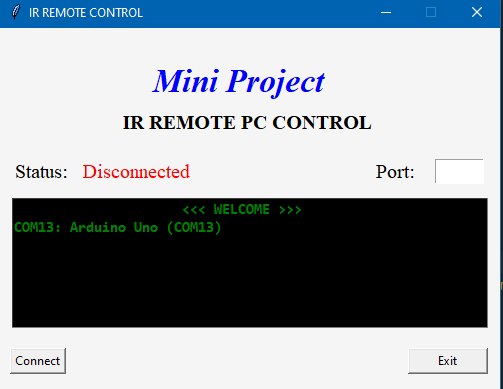 IR REMOTE CONTROL
Mini Project
IR REMOTE PC CONTROL
Status: Disconnected Port:
<<< WELCOME >>>
COM13: Arduino Uno (COM13)
Connect Exit